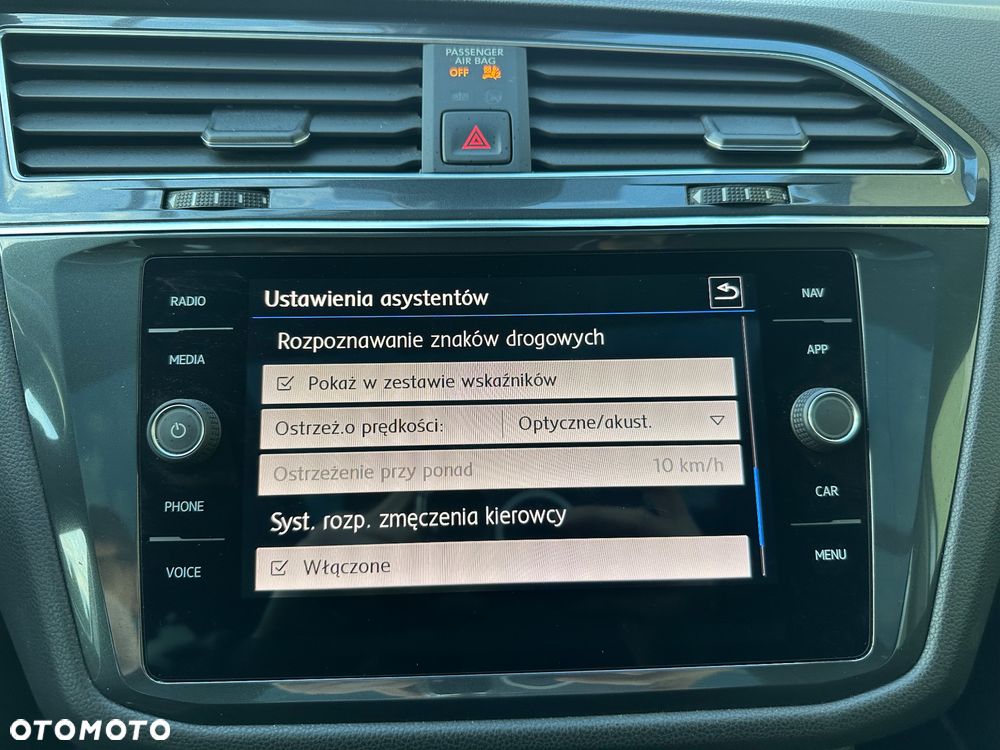 PASSENGER
AIR BAG
OFF
RADIO
MEDIA
PHONE
VOICE
Ustawienia asystentów
Rozpoznawanie znaków drogowych
Pokaż w zestawie wskaźników
Ostrzeż.o prędkości: Optyczne/akust.
Ostrzeżenie przy ponad 10 km/h
Syst. rozp. zmęczenia kierowcy
Włączone
NAV
APP
CAR
MENU
OTOMOTO